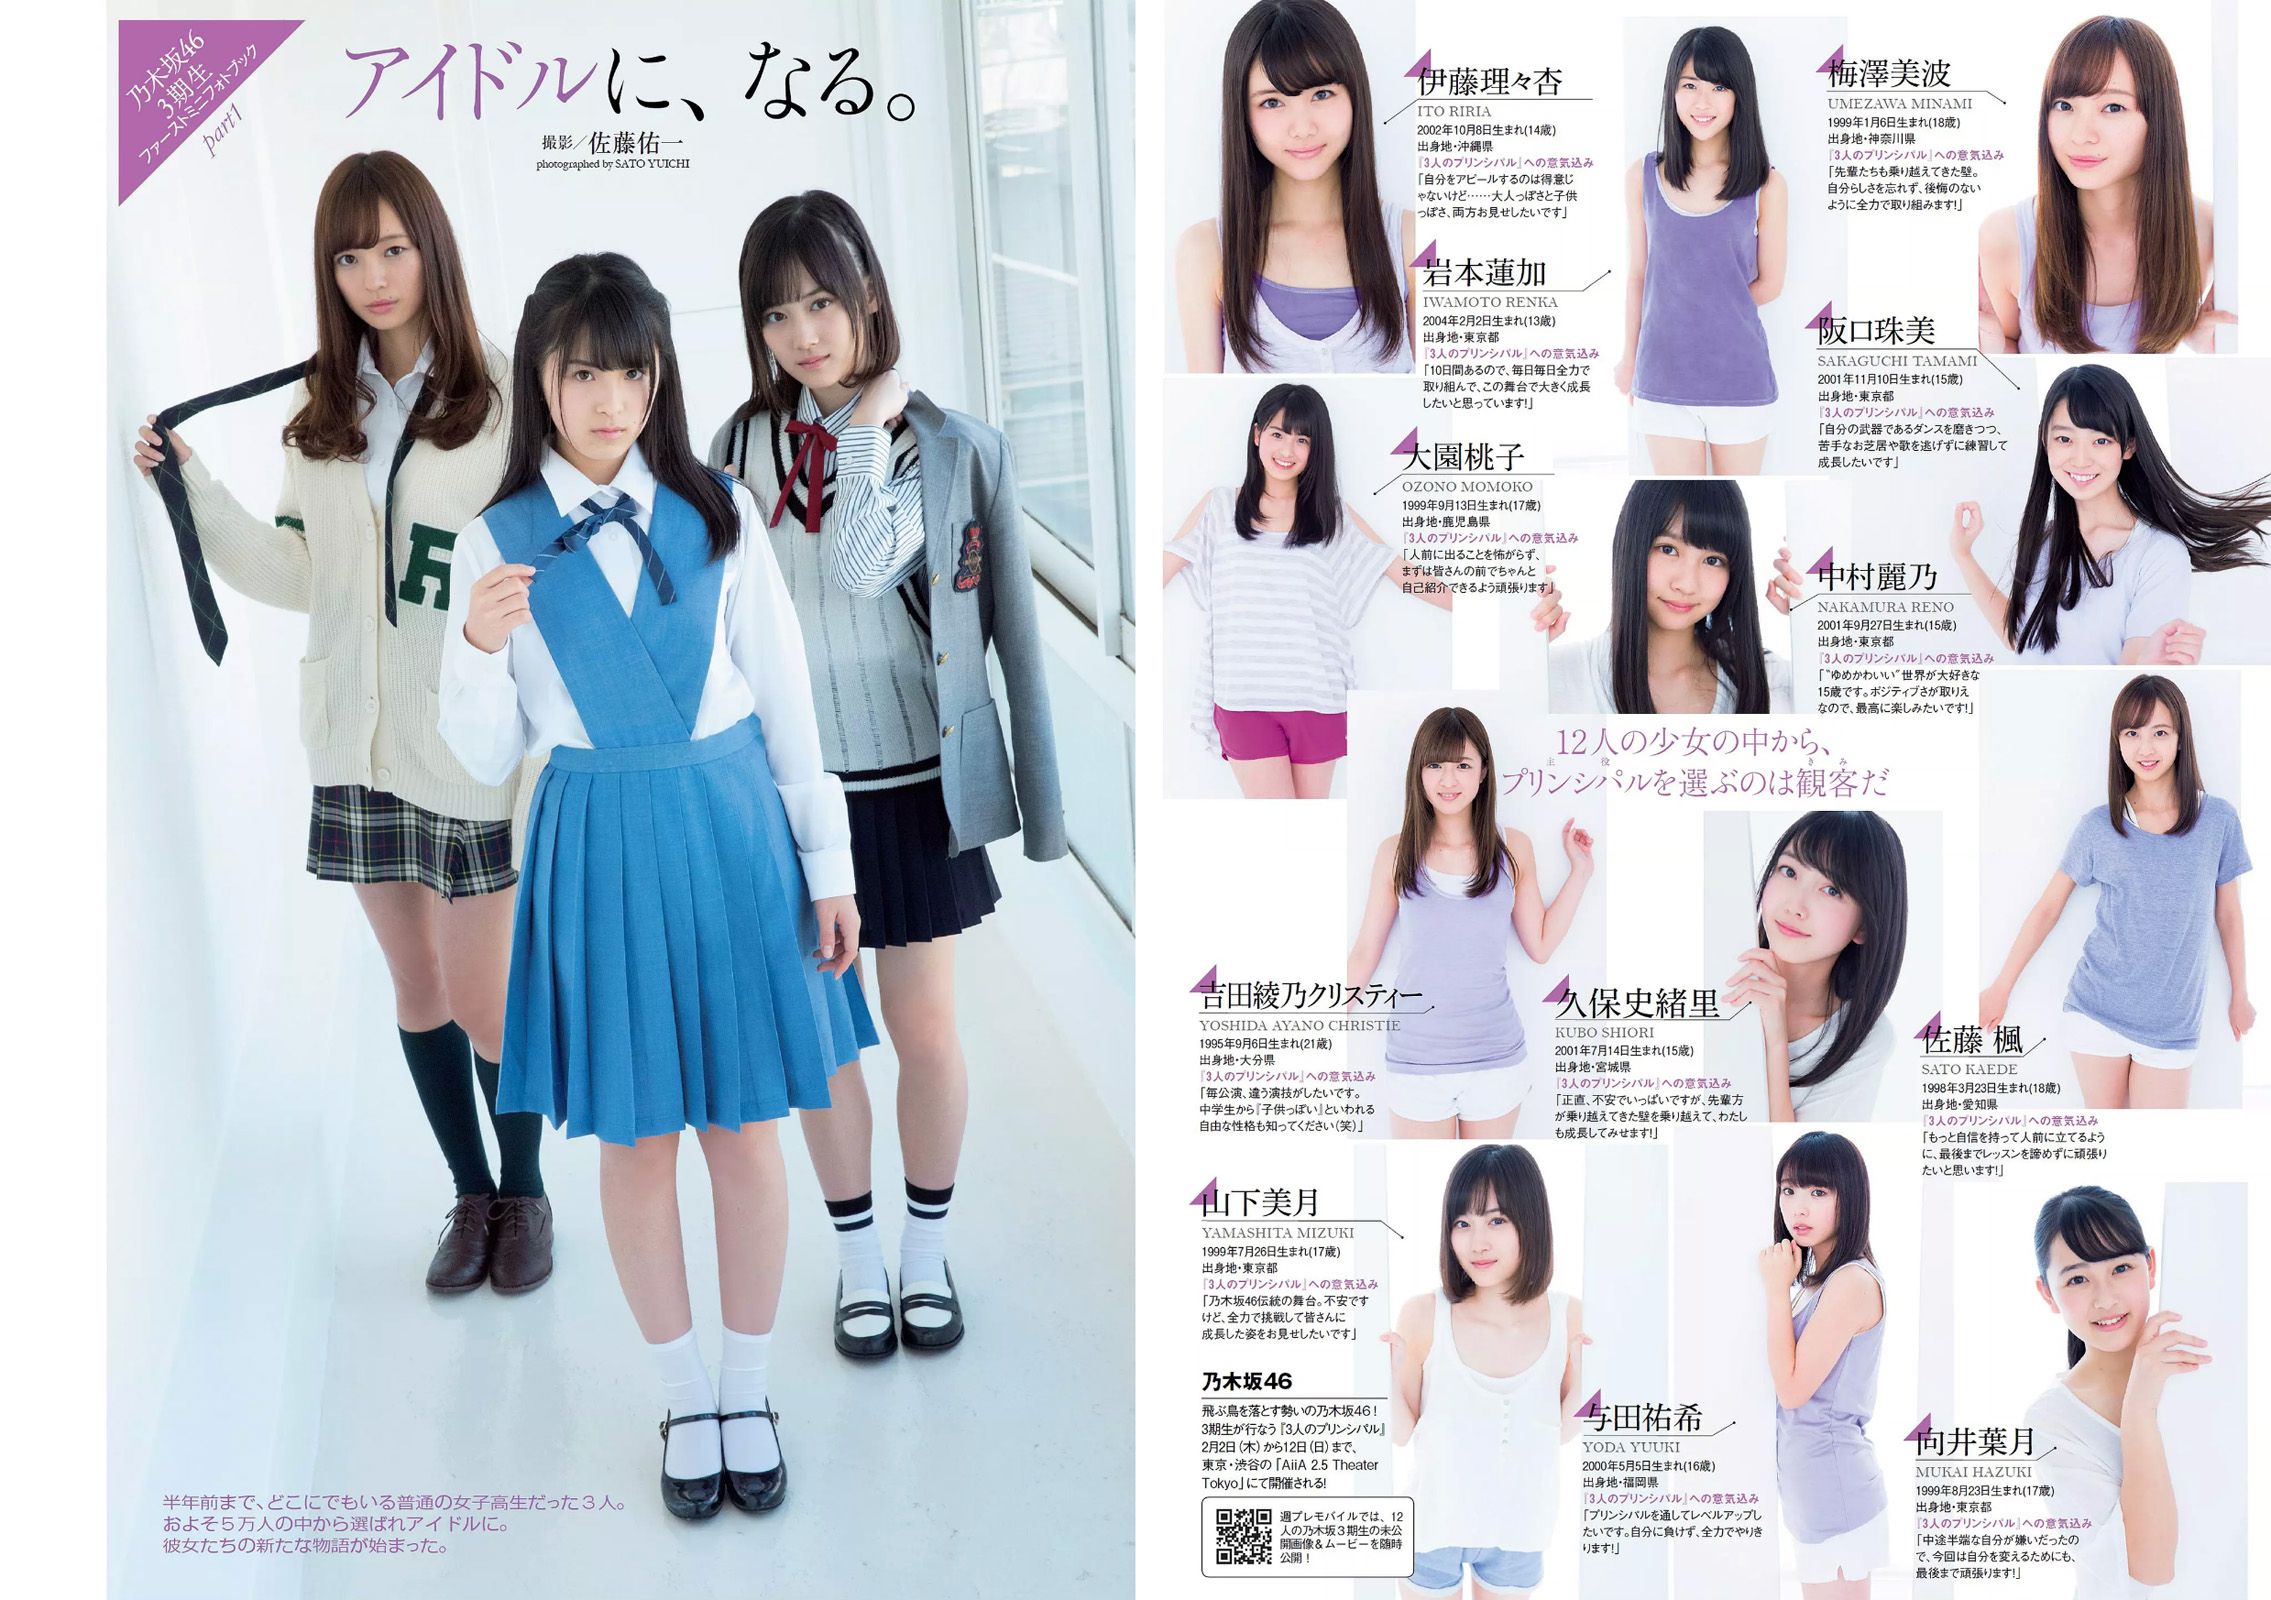 乃木坂46
3期生
ファーストミニフォトブック
part1
アイドルに、なる。
撮影／佐藤佑一
photographed by SATO YUICHI
半年前まで、どこにでもいる普通の女子高生だった３人。
およそ５万人の中から選ばれアイドルに。
彼女たちの新たな物語が始まった。
伊藤理々杏
ITO RIRIA
2002年10月8日生まれ(14歳)
出身地・沖縄県
『3人のプリンシパル』への意気込み
「自分をアピールするのは得意じ
ゃないけど……大人っぽさと子供
っぽさ、両方お見せしたいです」
梅澤美波
UMEZAWA MINAMI
1999年1月6日生まれ(18歳)
出身地・神奈川県
『3人のプリンシパル』への意気込み
「先輩たちも乗り越えてきた壁。
自分らしさを忘れず、後悔のない
ように全力で取り組みます!」
岩本蓮加
IWAMOTO RENKA
2004年2月2日生まれ(13歳)
出身地・東京都
『3人のプリンシパル』への意気込み
「10日間あるので、毎日毎日全力で
取り組んで、この舞台で大きく成長
したいと思っています!」
阪口珠美
SAKAGUCHI TAMAMI
2001年11月10日生まれ(15歳)
出身地・東京都
『3人のプリンシパル』への意気込み
「自分の武器であるダンスを磨きつつ、
苦手なお芝居や歌を逃げずに練習して
成長したいです」
大園桃子
OZONO MOMOKO
1999年9月13日生まれ(17歳)
出身地・鹿児島県
『3人のプリンシパル』への意気込み
「人前に出ることを怖がらず、
まずは皆さんの前でちゃんと
自己紹介できるよう頑張ります」
中村麗乃
NAKAMURA RENO
2001年9月27日生まれ(15歳)
出身地・東京都
『3人のプリンシパル』への意気込み
「“ゆめかわいい”世界が大好きな
15歳です。ポジティブさが取りえ
なので、最高に楽しみたいです!」
12人の少女の中から、
主役 きみ
プリンシパルを選ぶのは観客だ
吉田綾乃クリスティー
YOSHIDA AYANO CHRISTIE
1995年9月6日生まれ(21歳)
出身地・大分県
『3人のプリンシパル』への意気込み
「毎公演、違う演技がしたいです。
中学生から『子供っぽい』といわれる
自由な性格も知ってください（笑）」
久保史緒里
KUBO SHIORI
2001年7月14日生まれ(15歳)
出身地・宮城県
『3人のプリンシパル』への意気込み
「正直、不安でいっぱいですが、先輩方
が乗り越えてきた壁を乗り越えて、わたし
も成長してみせます!」
佐藤 楓
SATO KAEDE
1998年3月23日生まれ(18歳)
出身地・愛知県
『3人のプリンシパル』への意気込み
「もっと自信を持って人前に立てるよう
に、最後までレッスンを諦めずに頑張り
たいと思います!」
山下美月
YAMASHITA MIZUKI
1999年7月26日生まれ(17歳)
出身地・東京都
『3人のプリンシパル』への意気込み
「乃木坂46伝統の舞台。不安です
けど、全力で挑戦して皆さんに
成長した姿をお見せしたいです」
与田祐希
YODA YUUKI
2000年5月5日生まれ(16歳)
出身地・福岡県
『3人のプリンシパル』への意気込み
「プリンシパルを通してレベルアップし
たいです。自分に負けず、全力でやりき
ります!」
向井葉月
MUKAI HAZUKI
1999年8月23日生まれ(17歳)
出身地・東京都
『3人のプリンシパル』への意気込み
「中途半端な自分が嫌いだったの
で、今回は自分を変えるためにも、
最後まで頑張ります!」
乃木坂46
飛ぶ鳥を落とす勢いの乃木坂46！
3期生が行なう『3人のプリンシパル』
2月2日（木）から12日（日）まで、
東京・渋谷の「AiiA 2.5 Theater
Tokyo」にて開催される!
週プレモバイルでは、12
人の乃木坂３期生の未公
開画像＆ムービーを随時
公開！